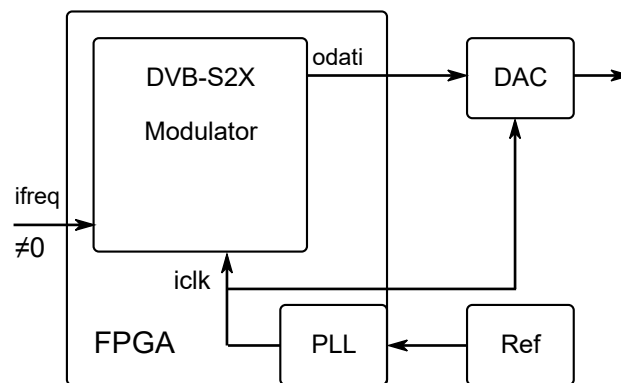 odati
DVB-S2X
Modulator
DAC
ifreq
≠0
iclk
FPGA
PLL
Ref